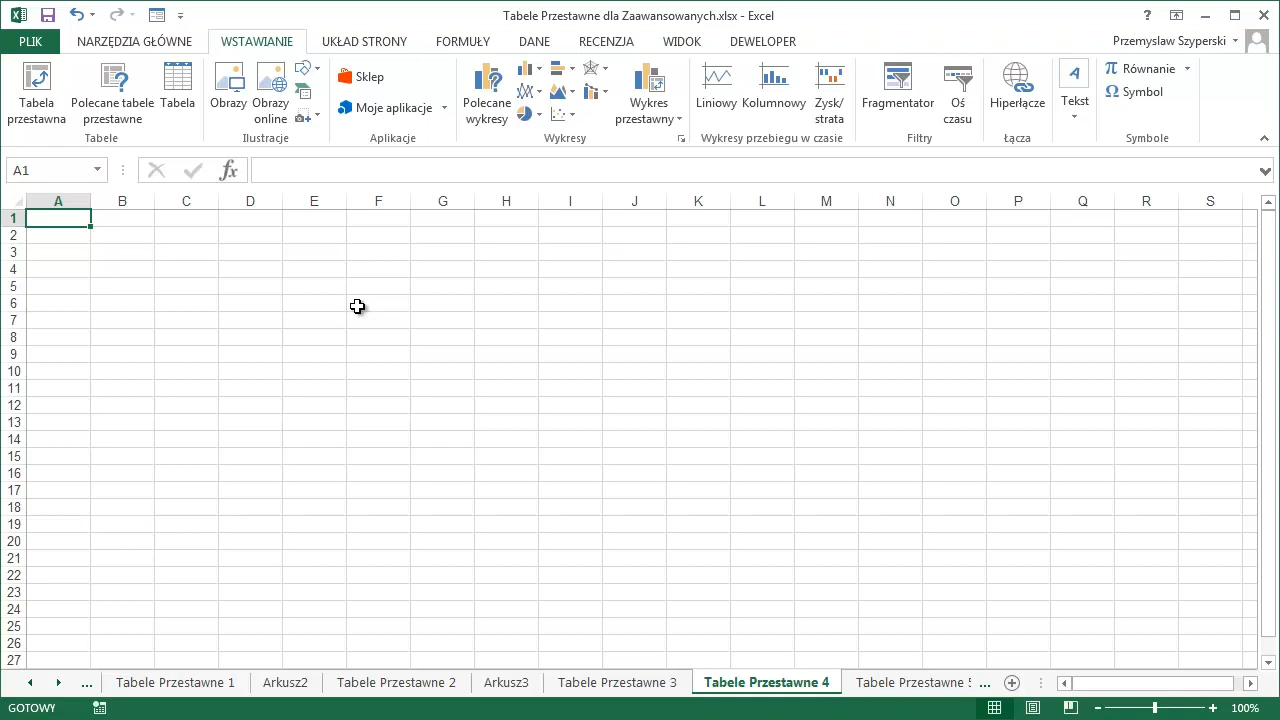 Tabele Przestawne dla Zaawansowanych.xlsx - Excel
PLIK NARZĘDZIA GŁÓWNE WSTAWIANIE UKŁAD STRONY FORMUŁY DANE RECENZJA WIDOK DEWELOPER Przemyslaw Szyperski
Tabela przestawna
Polecane tabele przestawne
Tabela
Tabele
Obrazy
Obrazy online
Ilustracje
Sklep
Moje aplikacje
Aplikacje
Polecane wykresy
Wykres przestawny
Wykresy
Liniowy
Kolumnowy
Zysk/ strata
Wykresy przebiegu w czasie
Fragmentator
Oś czasu
Filtry
Hiperłącze
Łącza
Tekst
Równanie
Symbol
Symbole
A1
fx
A B C D E F G H I J K L M N O P Q R S
1
2
3
4
5
6
7
8
9
10
11
12
13
14
15
16
17
18
19
20
21
22
23
24
25
26
27
... Tabele Przestawne 1 Arkusz2 Tabele Przestawne 2 Arkusz3 Tabele Przestawne 3 Tabele Przestawne 4 Tabele Przestawne ...
GOTOWY 100%